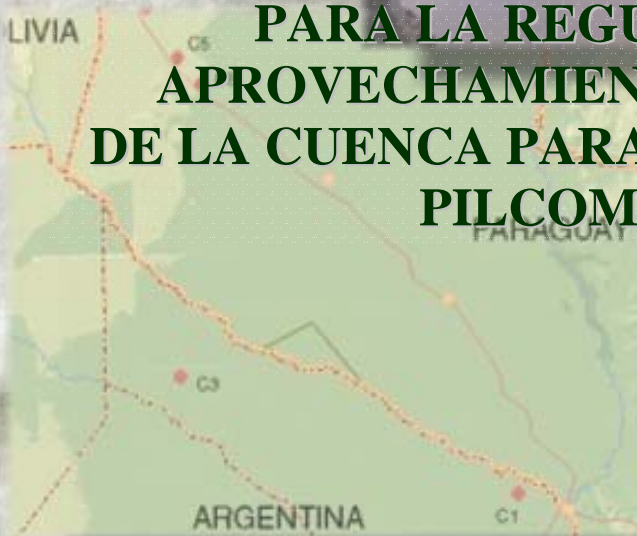 LIVIA
PARA LA REGU
C5
APROVECHAMIEN
DE LA CUENCA PARA
PILCOM
PARAGUAY
C3
ARGENTINA
C1